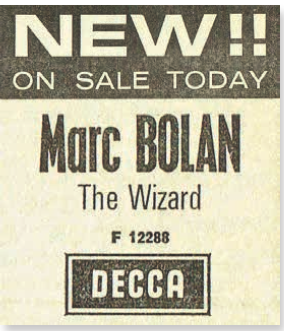 NEW!!
ON SALE TODAY
Marc BOLAN
The Wizard
F 12288
DECCA